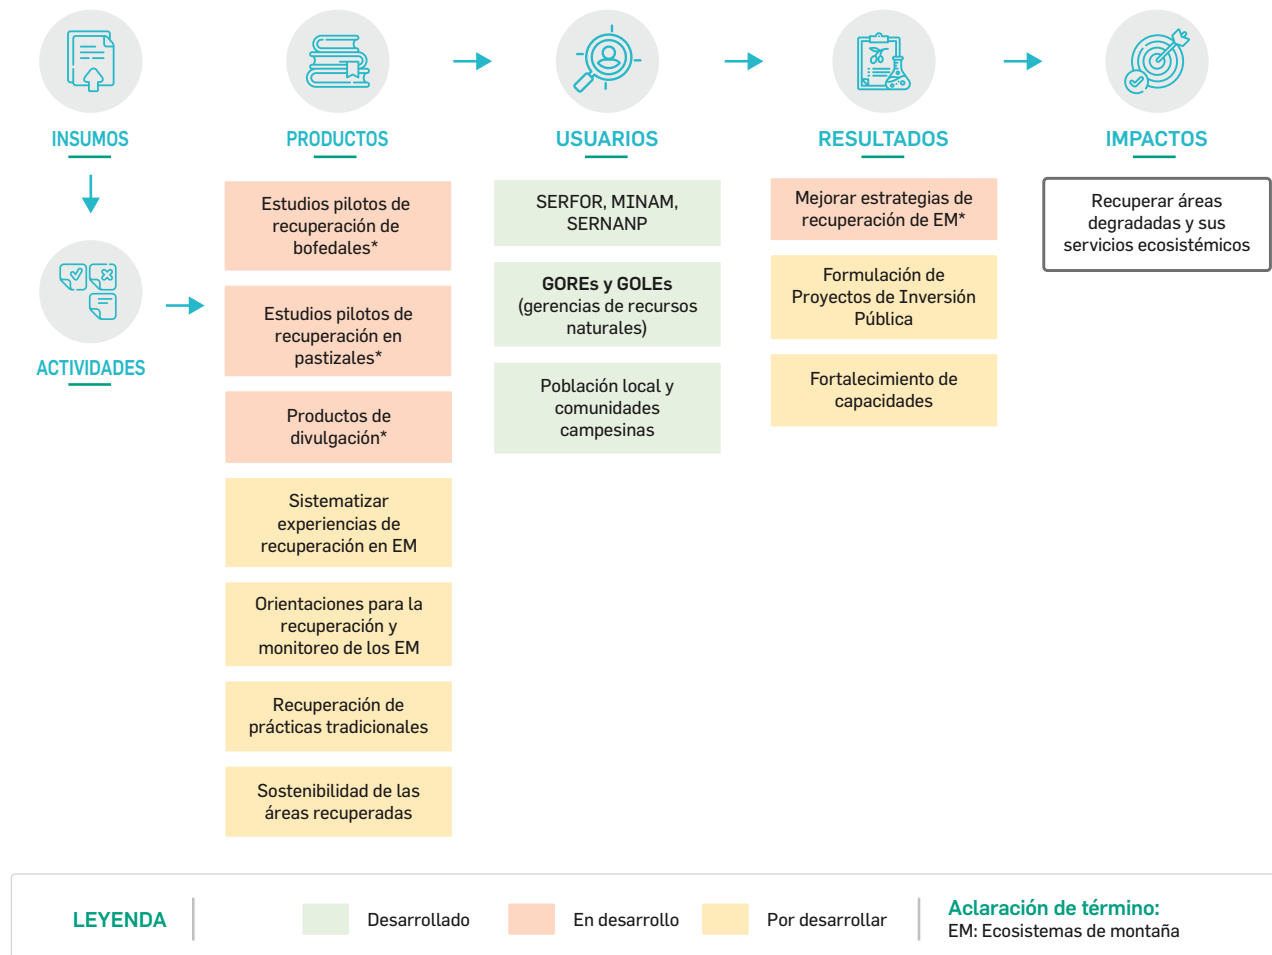 INSUMOS
ACTIVIDADES
PRODUCTOS
Estudios pilotos de
recuperación de
bofedales*
Estudios pilotos de
recuperación en
pastizales*
Productos de
divulgación*
Sistematizar
experiencias de
recuperación en EM
Orientaciones para la
recuperación y
monitoreo de los EM
Recuperación de
prácticas tradicionales
Sostenibilidad de las
áreas recuperadas
USUARIOS
SERFOR, MINAM,
SERNANP
GOREs y GOLEs
(gerencias de recursos
naturales)
Población local y
comunidades
campesinas
RESULTADOS
Mejorar estrategias de
recuperación de EM*
Formulación de
Proyectos de Inversión
Pública
Fortalecimiento de
capacidades
IMPACTOS
Recuperar áreas
degradadas y sus
servicios ecosistémicos
LEYENDA
Desarrollado
En desarrollo
Por desarrollar
Aclaración de término:
EM: Ecosistemas de montaña